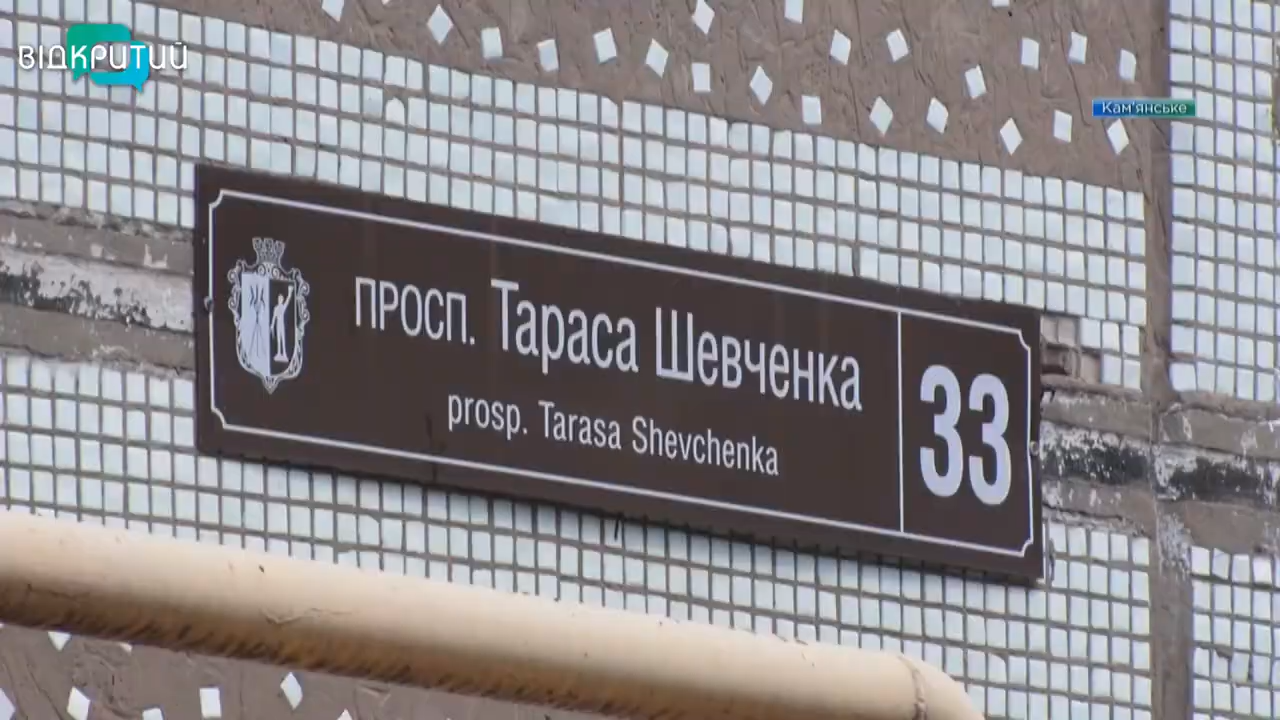 ВІДКРИТИЙ
Кам'янське
просп. Тараса Шевченка
prosp. Tarasa Shevchenka
33